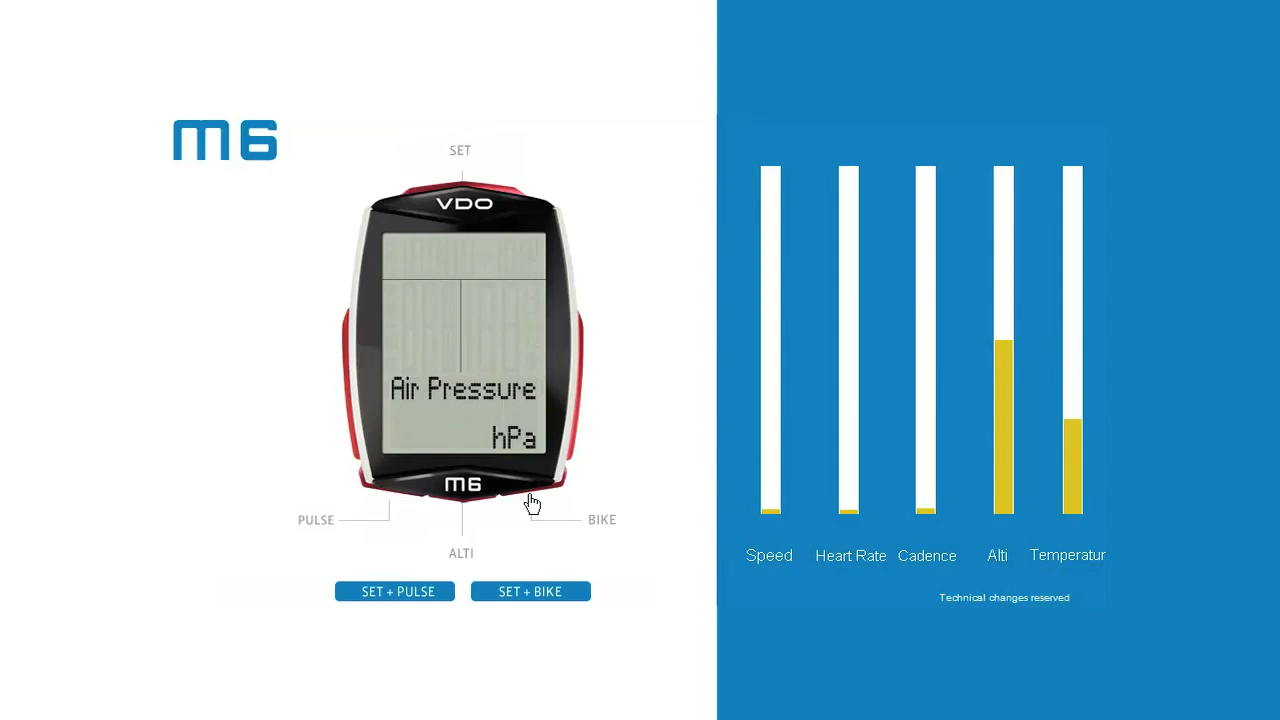 M6
SET
VDO
Air Pressure
hPa
M6
PULSE
BIKE
ALTI
SET + PULSE
SET + BIKE
Speed
Heart Rate
Cadence
Alti
Temperatur
Technical changes reserved